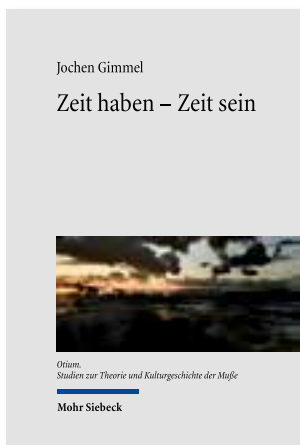 Jochen Gimmel
Zeit haben – Zeit sein
Otium.
Studien zur Theorie und Kulturgeschichte der Muße
Mohr Siebeck